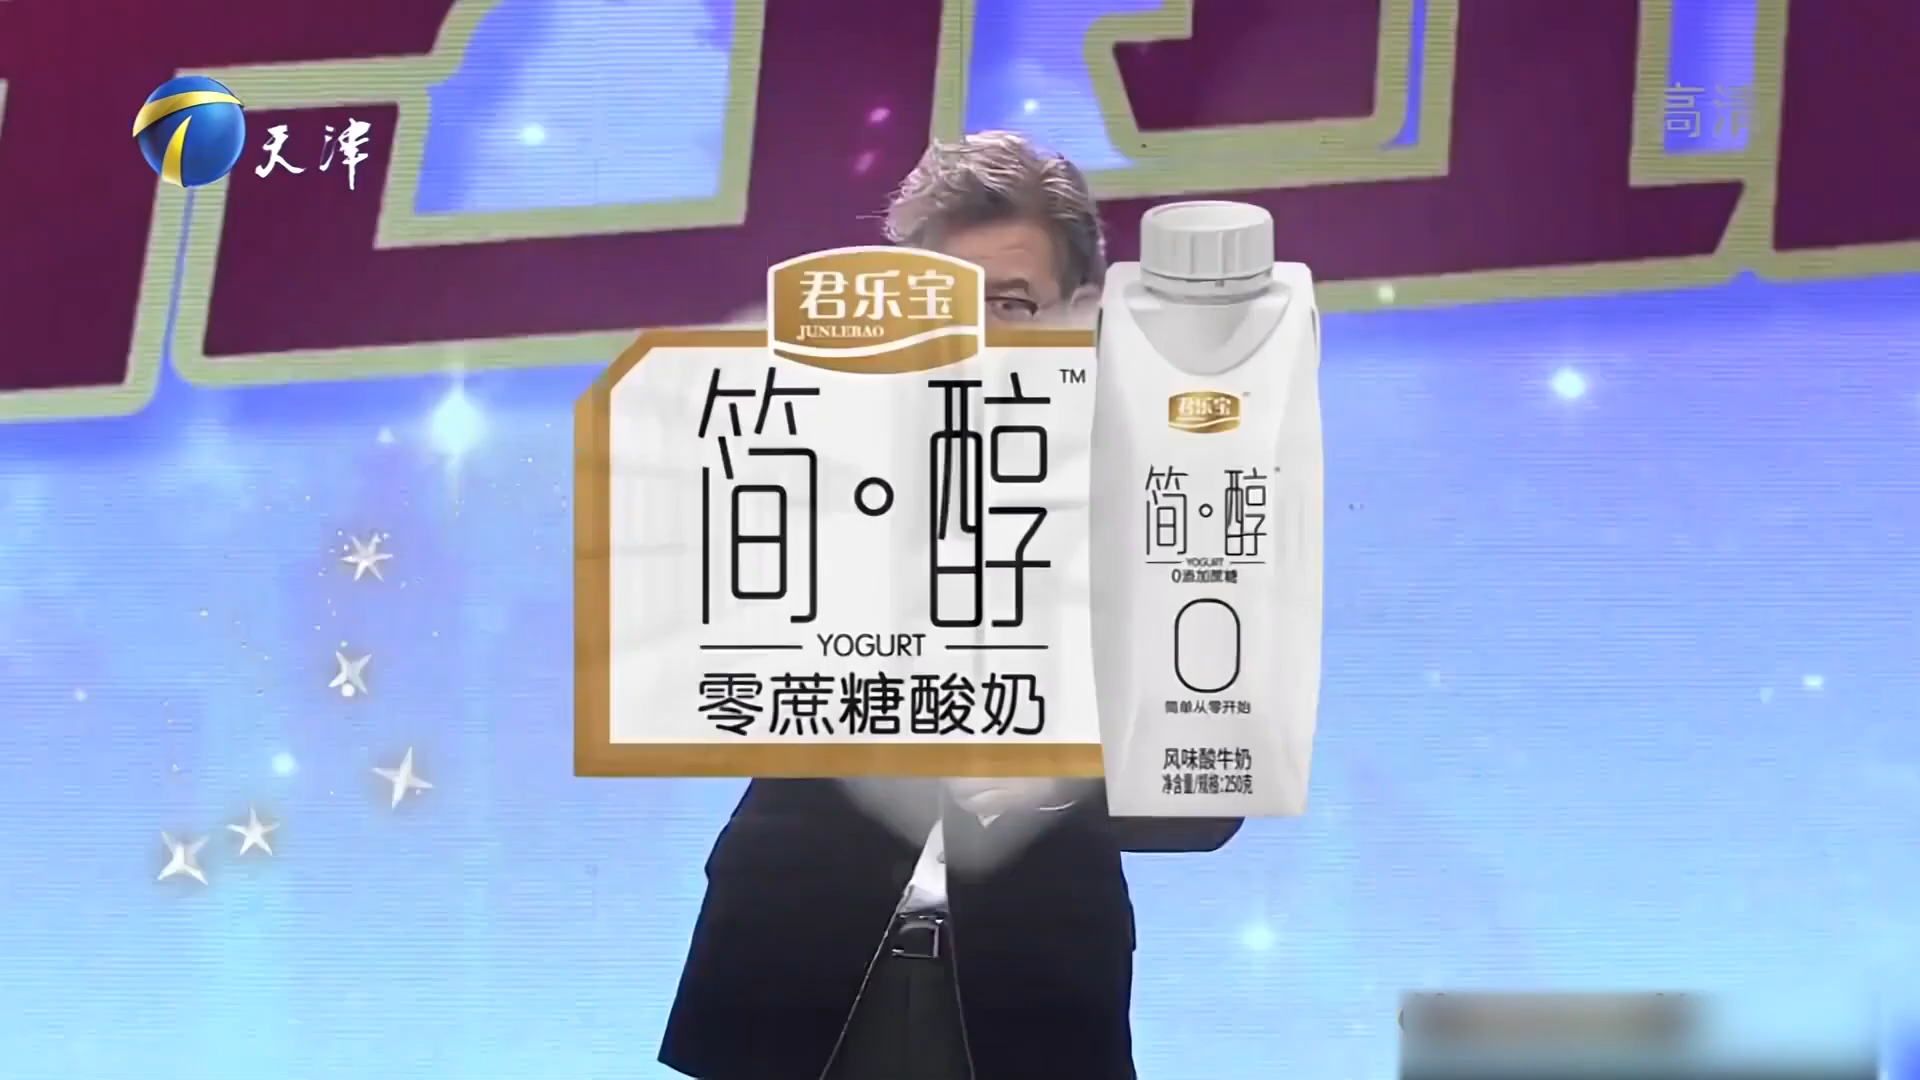 天津
高清
君乐宝
JUNLEBAO
简·醇
TM
YOGURT
零蔗糖酸奶
君乐宝
简·醇
YOGURT
0添加蔗糖
0
简单从零开始
风味酸牛奶
净含量/规格:250克